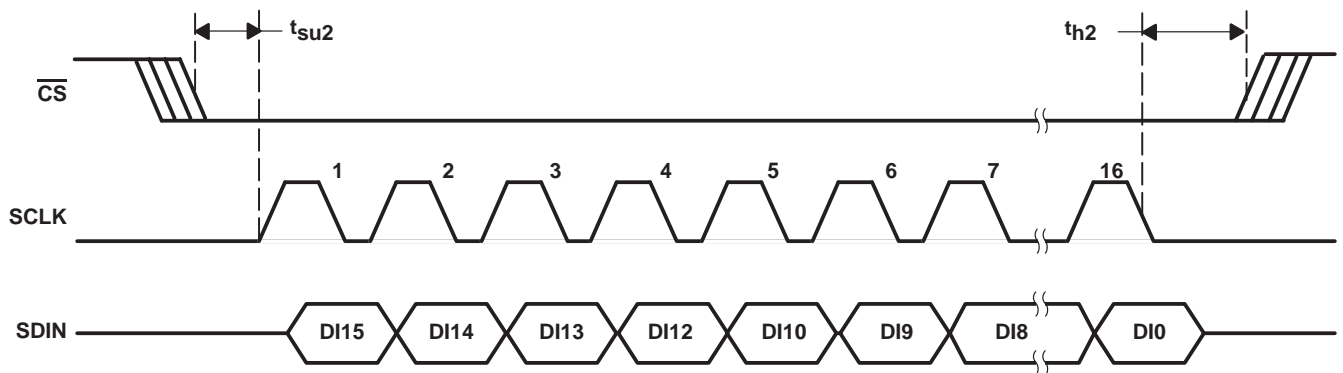 tsu2 th2
CS
1 2 3 4 5 6 7 16
SCLK
SDIN DI15 DI14 DI13 DI12 DI10 DI9 DI8 DI0